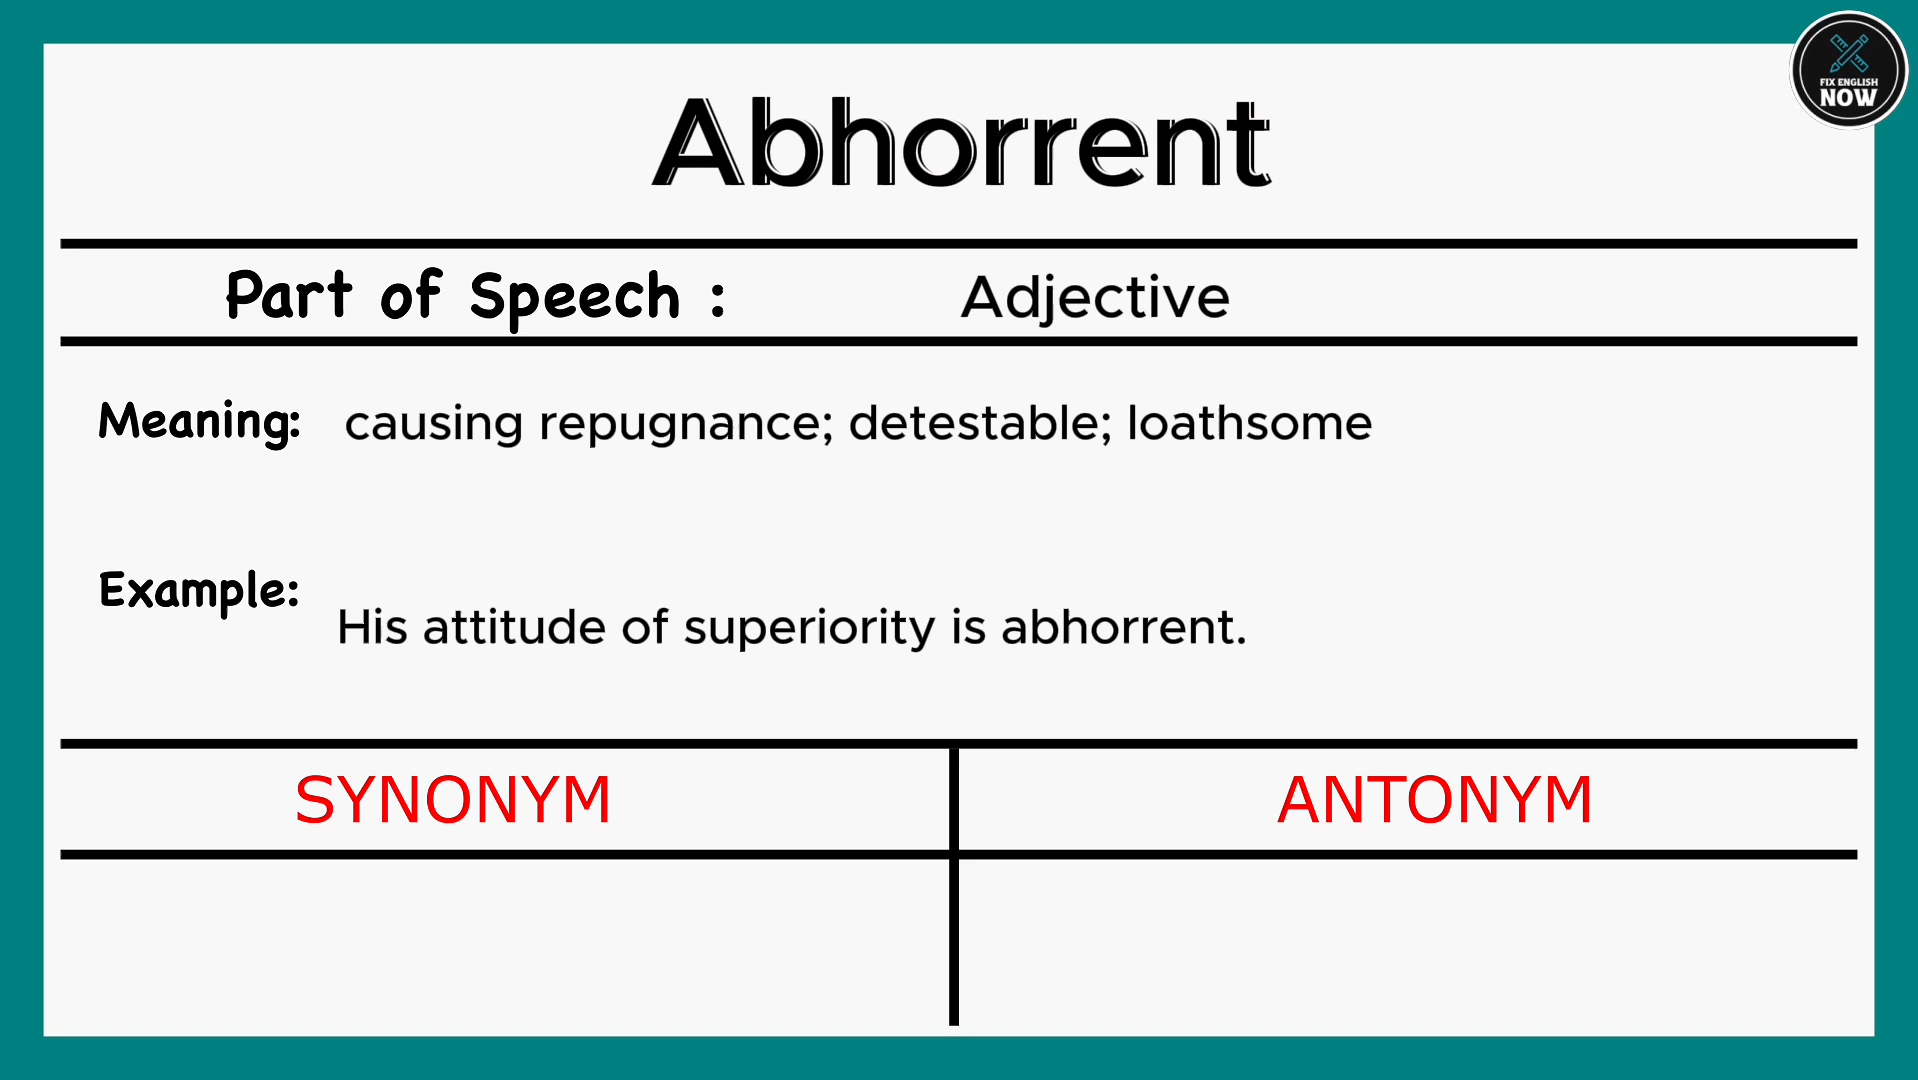 FIX ENGLISH
NOW
Abhorrent
Part of Speech : Adjective
Meaning: causing repugnance; detestable; loathsome
Example:
His attitude of superiority is abhorrent.
SYNONYM ANTONYM